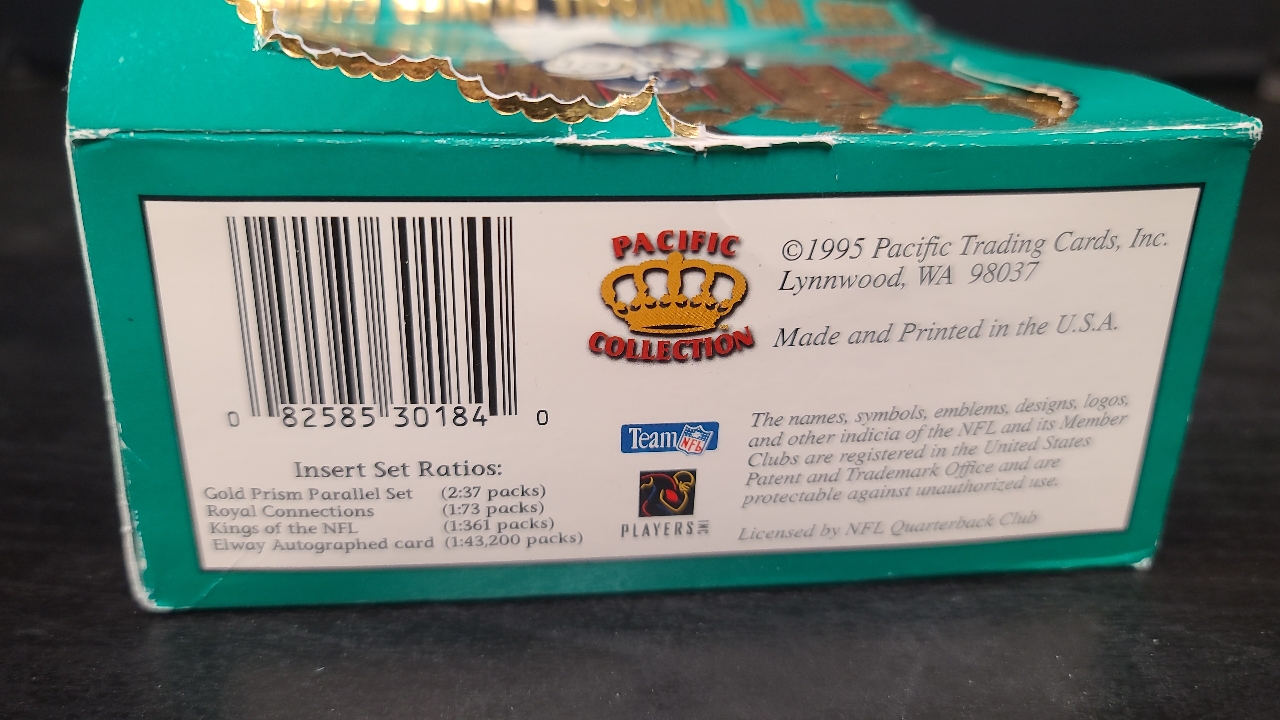 0 82585 30184 0
Insert Set Ratios:
Gold Prism Parallel Set (2:37 packs)
Royal Connections (1:73 packs)
Kings of the NFL (1:361 packs)
Elway Autographed card (1:43,200 packs)
PACIFIC
COLLECTION
Team NFL
PLAYERS INC
©1995 Pacific Trading Cards, Inc.
Lynnwood, WA 98037
Made and Printed in the U.S.A.
The names, symbols, emblems, designs, logos,
and other indicia of the NFL and its Member
Clubs are registered in the United States
Patent and Trademark Office and are
protectable against unauthorized use.
Licensed by NFL Quarterback Club